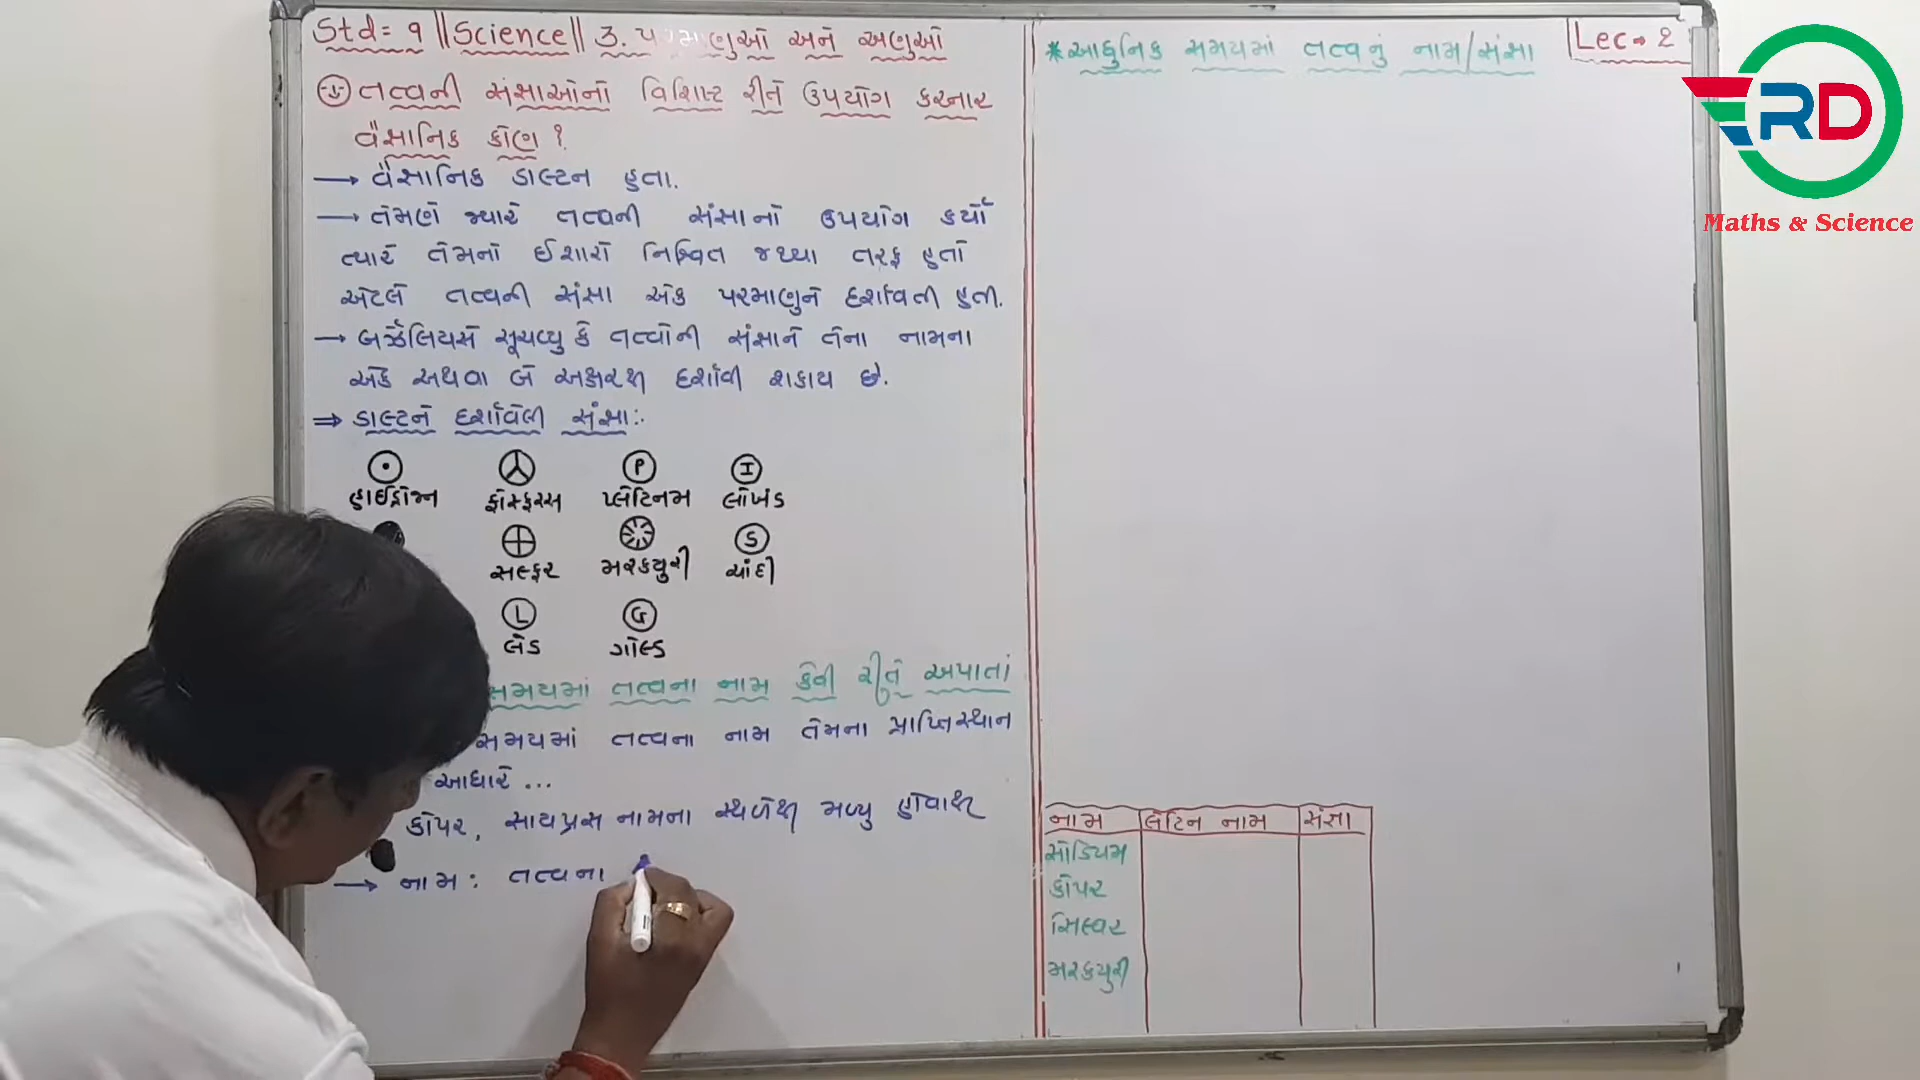 Std = ૧ ||Science|| 3. પરમાણુઓ અને અણુઓ
તત્વની સંજ્ઞાઓનો વિશિષ્ટ રીતે ઉપયોગ કરનાર
વૈજ્ઞાનિક કોણ ?
→ વૈજ્ઞાનિક ડાલ્ટન હતા.
→ તેમણે જ્યારે તત્વની સંજ્ઞાનો ઉપયોગ કર્યો
ત્યારે તેમનો ઈશારો નિશ્ચિત જથ્થા તરફ હતો
એટલે તત્વની સંજ્ઞા એક પરમાણુને દર્શાવતી હતી.
→ બર્ઝેલિયસે સૂચવ્યુ કે તત્વોની સંજ્ઞાને તેના નામના
એક અથવા બે અક્ષરથી દર્શાવી શકાય છે.
⇒ ડાલ્ટને દર્શાવેલી સંજ્ઞા :-
P I
હાઈડ્રોજન ફોસ્ફરસ પ્લેટિનમ લોખંડ
S
સલ્ફર મરક્યુરી ચાંદી
L G
લેડ ગોલ્ડ
સમયમાં તત્વના નામ કેવી રીતે અપાતાં
સમયમાં તત્વના નામ તેમના પ્રાપ્તિસ્થાન
આધારે ...
કોપર, સાયપ્રસ નામના સ્થળેથી મળ્યુ હોવાથી
→ નામ : તત્વના
Lec → 2
* આધુનિક સમયમાં તત્વનું નામ/સંજ્ઞા
નામ લેટિન નામ સંજ્ઞા
સોડિયમ
કોપર
સિલ્વર
મરક્યુરી
RD
Maths & Science